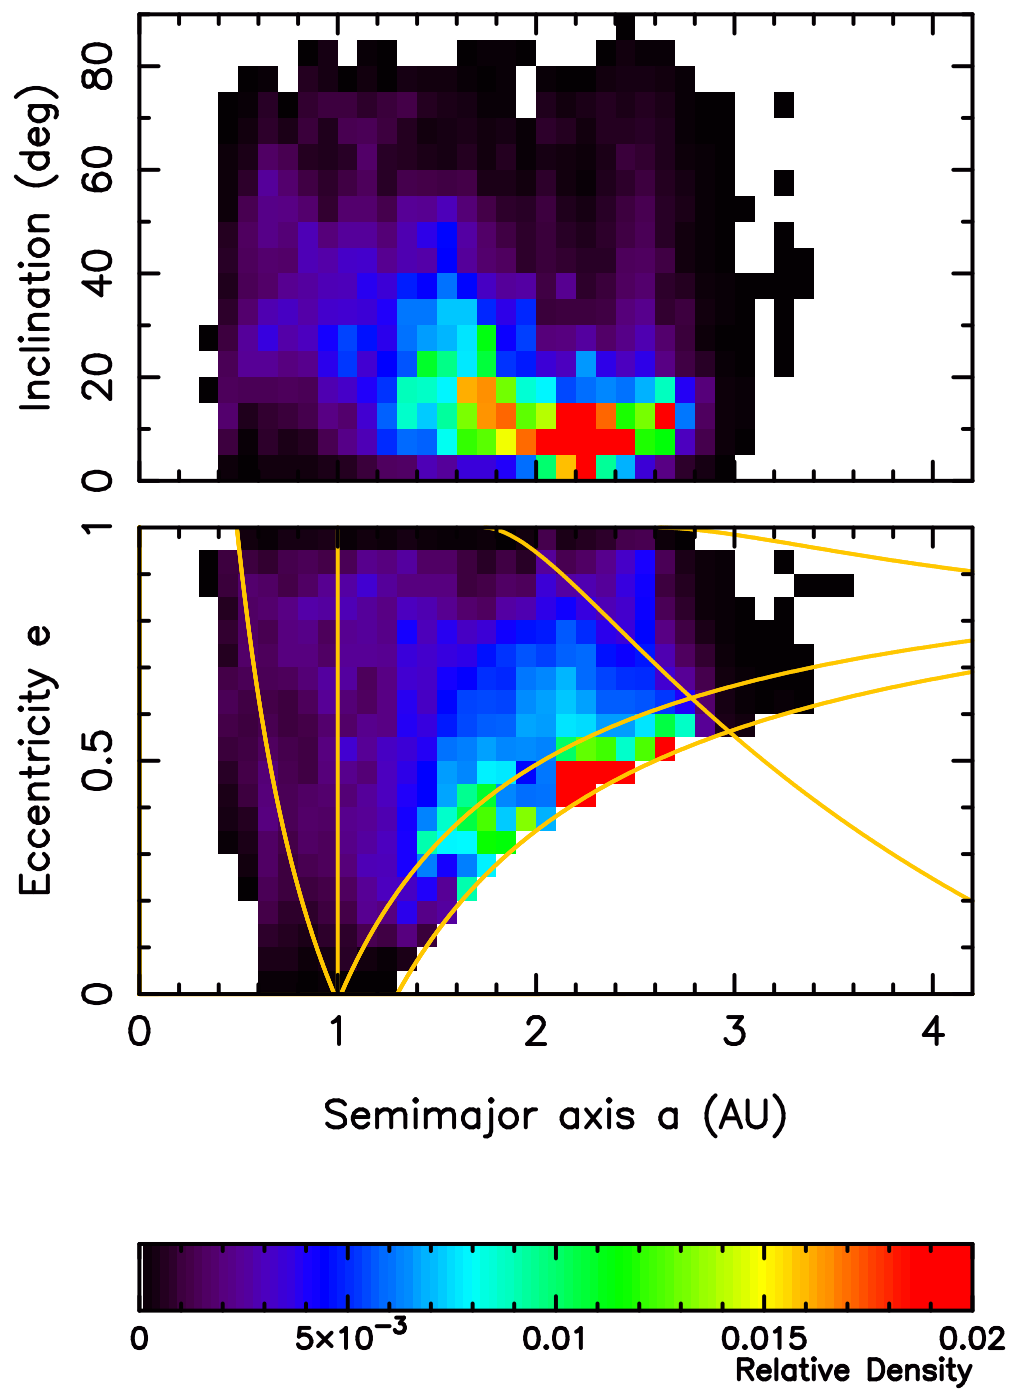 Inclination (deg)
80
60
40
20
0
Eccentricity e
1
0.5
0
0 1 2 3 4
Semimajor axis a (AU)
0 5×10⁻³ 0.01 0.015 0.02
Relative Density